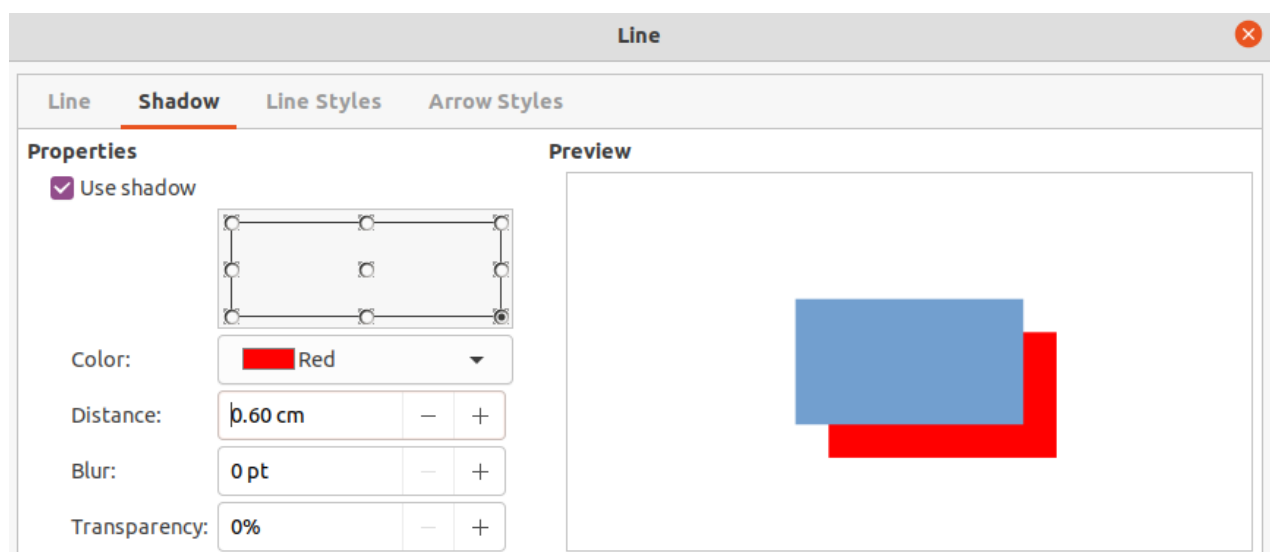 Line
Line Shadow Line Styles Arrow Styles
Properties
Preview
Use shadow
Color: Red
Distance: 0.60 cm
Blur: 0 pt
Transparency: 0%